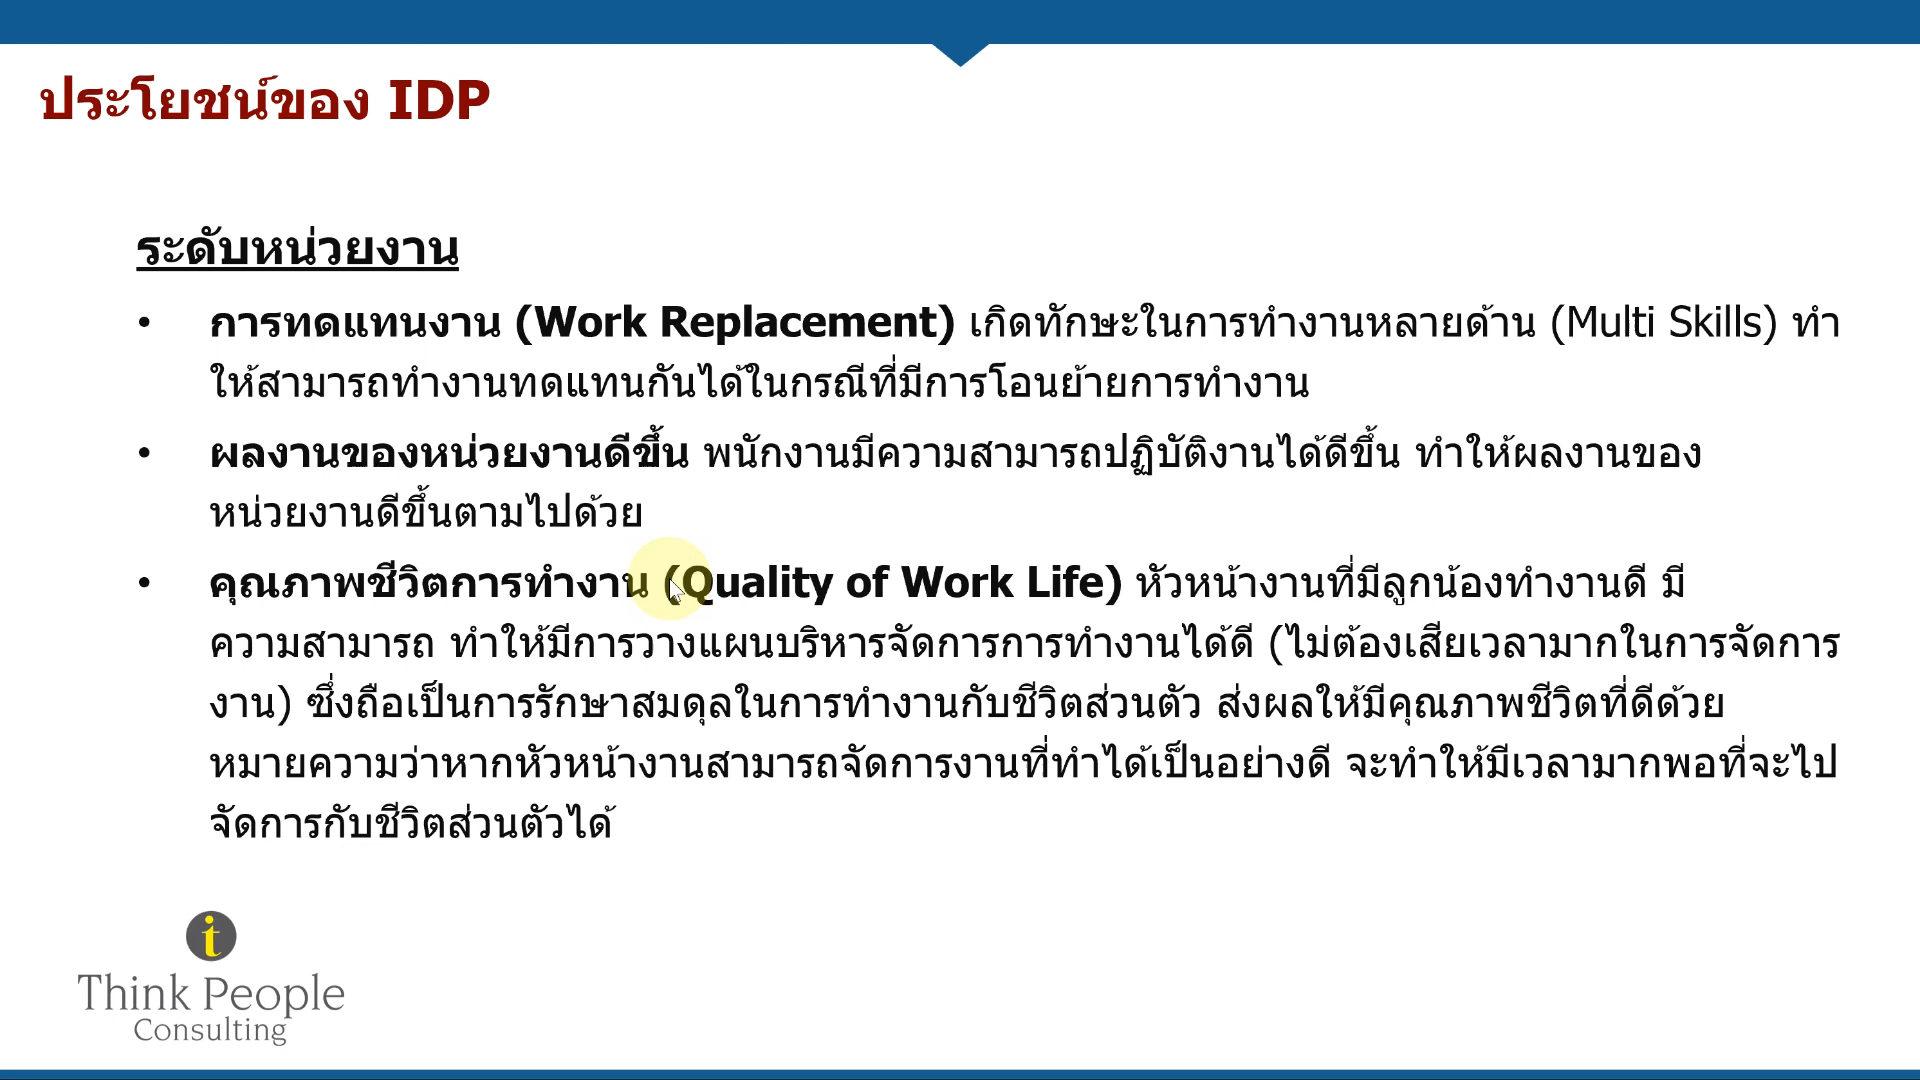 ประโยชน์ของ IDP
ระดับหน่วยงาน
• การทดแทนงาน (Work Replacement) เกิดทักษะในการทำงานหลายด้าน (Multi Skills) ทำ
ให้สามารถทำงานทดแทนกันได้ในกรณีที่มีการโอนย้ายการทำงาน
• ผลงานของหน่วยงานดีขึ้น พนักงานมีความสามารถปฏิบัติงานได้ดีขึ้น ทำให้ผลงานของ
หน่วยงานดีขึ้นตามไปด้วย
• คุณภาพชีวิตการทำงาน (Quality of Work Life) หัวหน้างานที่มีลูกน้องทำงานดี มี
ความสามารถ ทำให้มีการวางแผนบริหารจัดการการทำงานได้ดี (ไม่ต้องเสียเวลามากในการจัดการ
งาน) ซึ่งถือเป็นการรักษาสมดุลในการทำงานกับชีวิตส่วนตัว ส่งผลให้มีคุณภาพชีวิตที่ดีด้วย
หมายความว่าหากหัวหน้างานสามารถจัดการงานที่ทำได้เป็นอย่างดี จะทำให้มีเวลามากพอที่จะไป
จัดการกับชีวิตส่วนตัวได้
Think People
Consulting